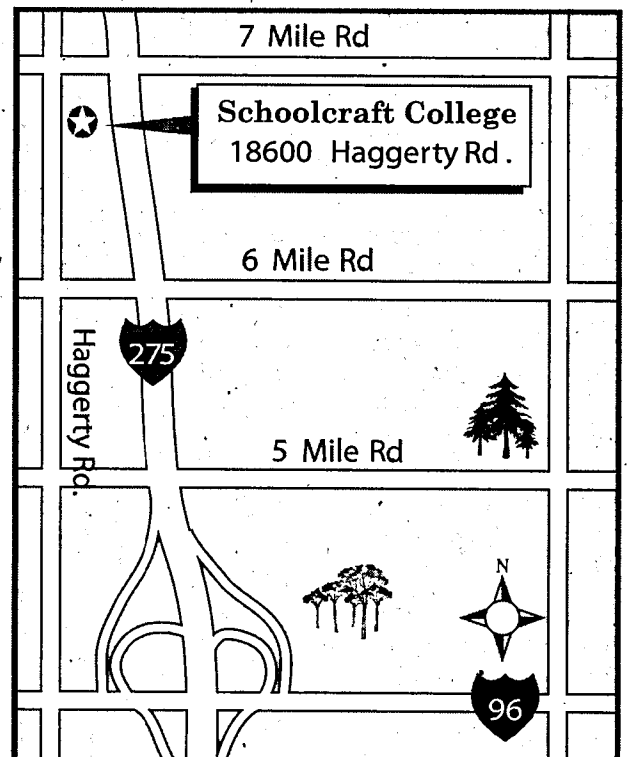 7 Mile Rd
Schoolcraft College
18600 Haggerty Rd.
6 Mile Rd
275
Haggerty Rd.
5 Mile Rd
N
96